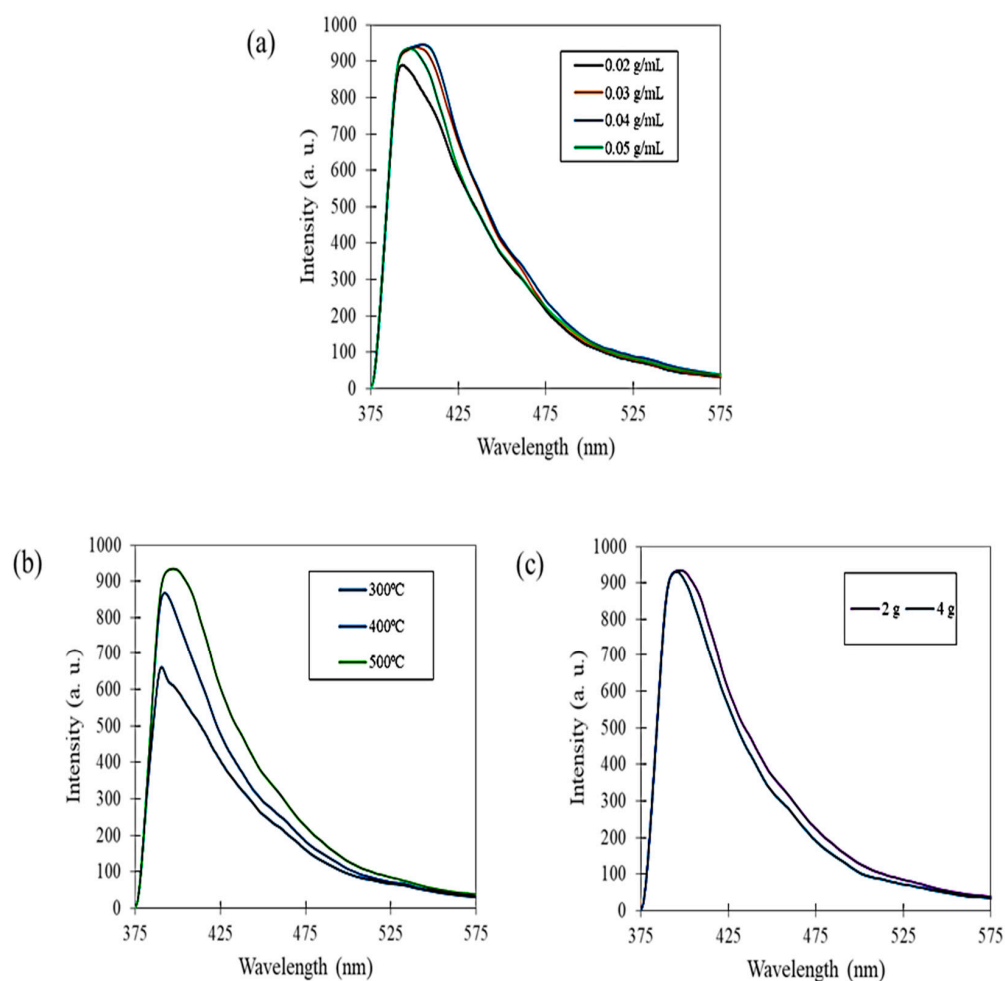 (a)
1000
900
800
700
600
500
400
300
200
100
0
Intensity (a. u.)
0.02 g/mL
0.03 g/mL
0.04 g/mL
0.05 g/mL
375 425 475 525 575
Wavelength (nm)
(b)
1000
900
800
700
600
500
400
300
200
100
0
Intensity (a. u.)
300°C
400°C
500°C
375 425 475 525 575
Wavelength (nm)
(c)
1000
900
800
700
600
500
400
300
200
100
0
Intensity (a. u.)
2 g 4 g
375 425 475 525 575
Wavelength (nm)